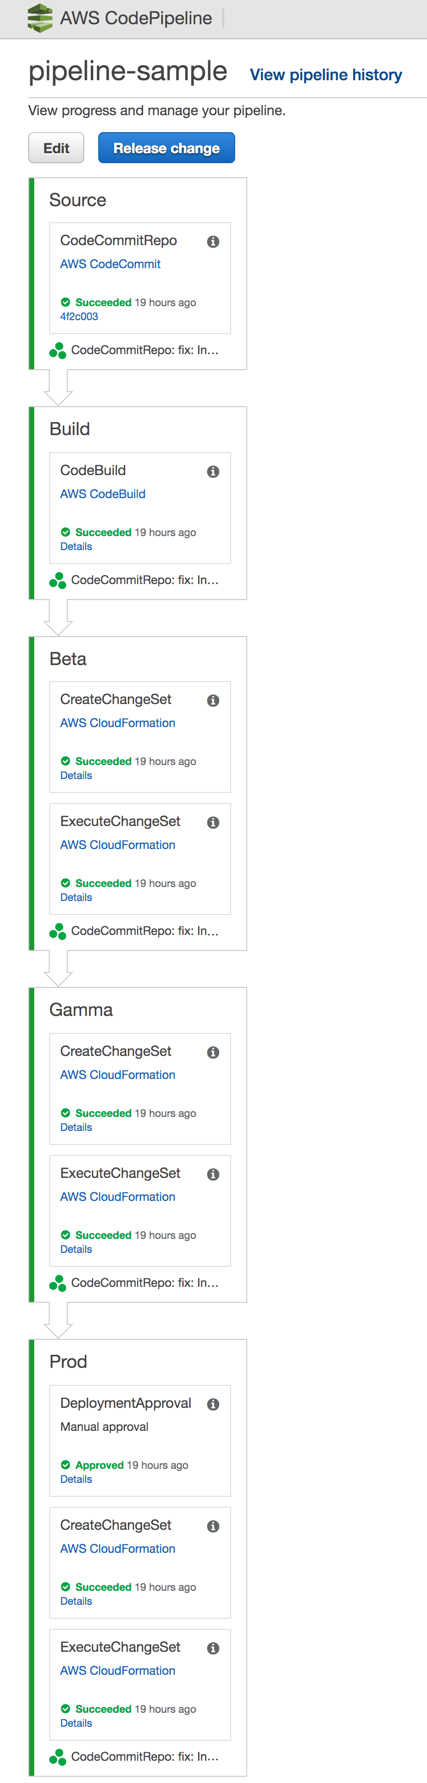 AWS CodePipeline
pipeline-sample View pipeline history
View progress and manage your pipeline.
Edit Release change
Source
CodeCommitRepo
AWS CodeCommit
Succeeded 19 hours ago
4f2c003
CodeCommitRepo: fix: In...
Build
CodeBuild
AWS CodeBuild
Succeeded 19 hours ago
Details
CodeCommitRepo: fix: In...
Beta
CreateChangeSet
AWS CloudFormation
Succeeded 19 hours ago
Details
ExecuteChangeSet
AWS CloudFormation
Succeeded 19 hours ago
Details
CodeCommitRepo: fix: In...
Gamma
CreateChangeSet
AWS CloudFormation
Succeeded 19 hours ago
Details
ExecuteChangeSet
AWS CloudFormation
Succeeded 19 hours ago
Details
CodeCommitRepo: fix: In...
Prod
DeploymentApproval
Manual approval
Approved 19 hours ago
Details
CreateChangeSet
AWS CloudFormation
Succeeded 19 hours ago
Details
ExecuteChangeSet
AWS CloudFormation
Succeeded 19 hours ago
Details
CodeCommitRepo: fix: In...